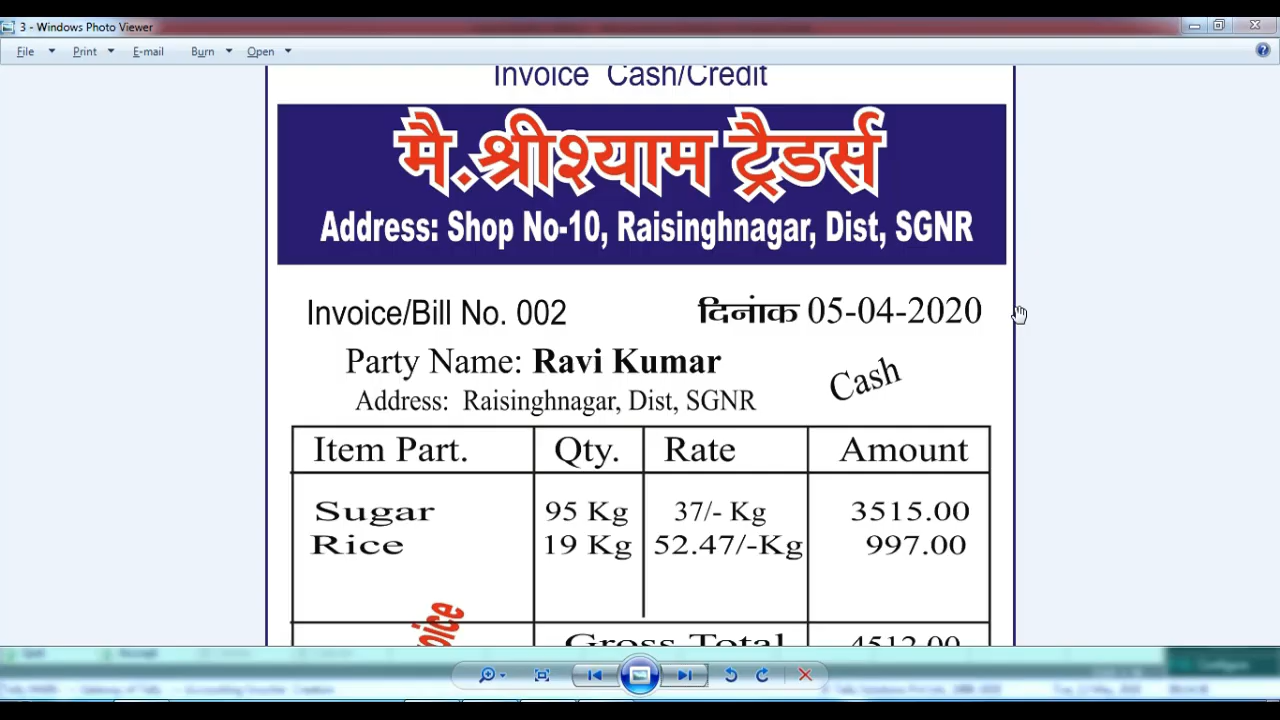 3 - Windows Photo Viewer
File Print E-mail Burn Open
Invoice Cash/Credit
मै.श्रीश्याम ट्रैडर्स
Address: Shop No-10, Raisinghnagar, Dist, SGNR
Invoice/Bill No. 002 दिनांक 05-04-2020
Party Name: Ravi Kumar
Cash
Address: Raisinghnagar, Dist, SGNR
Item Part. Qty. Rate Amount
Sugar 95 Kg 37/- Kg 3515.00
Rice 19 Kg 52.47/-Kg 997.00
Gross Total 4512.00